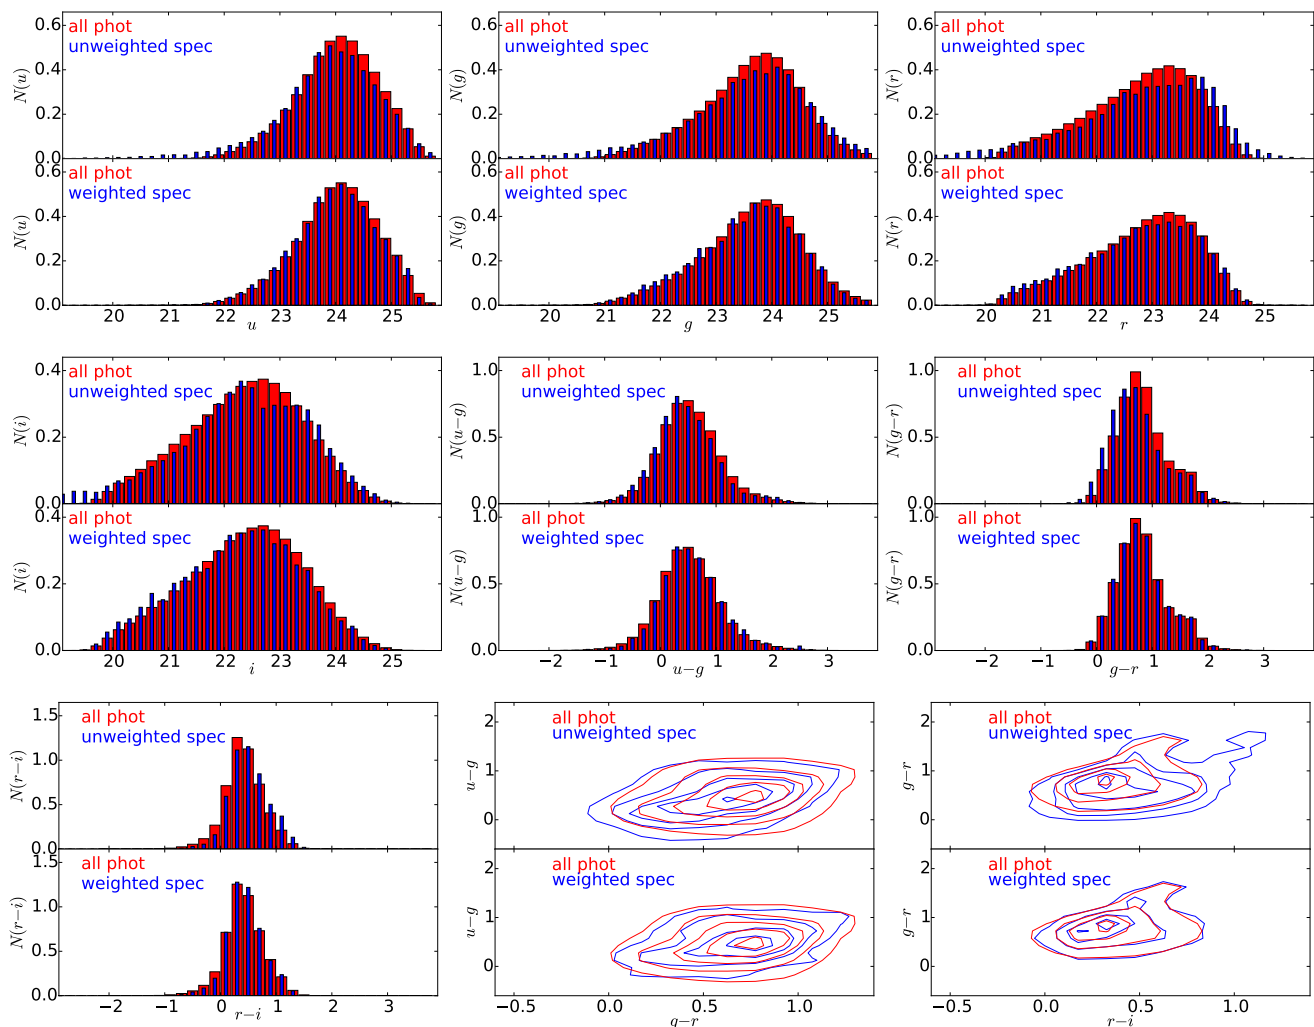 0.6
0.4
0.2
0.0
N(u)
all phot
unweighted spec
0.6
0.4
0.2
0.0
N(g)
all phot
unweighted spec
0.6
0.4
0.2
0.0
N(r)
all phot
unweighted spec
0.6
0.4
0.2
0.0
N(u)
all phot
weighted spec
20 21 22 23 24 25
u
0.6
0.4
0.2
0.0
N(g)
all phot
weighted spec
20 21 22 23 24 25
g
0.6
0.4
0.2
0.0
N(r)
all phot
weighted spec
20 21 22 23 24 25
r
0.4
0.2
0.0
N(i)
all phot
unweighted spec
1.0
0.5
0.0
N(u−g)
all phot
unweighted spec
1.0
0.5
0.0
N(g−r)
all phot
unweighted spec
0.4
0.2
0.0
N(i)
all phot
weighted spec
20 21 22 23 24 25
i
1.0
0.5
0.0
N(u−g)
all phot
weighted spec
−2 −1 0 1 2 3
u−g
1.0
0.5
0.0
N(g−r)
all phot
weighted spec
−2 −1 0 1 2 3
g−r
1.5
1.0
0.5
0.0
N(r−i)
all phot
unweighted spec
2
1
0
u−g
all phot
unweighted spec
2
1
0
g−r
all phot
unweighted spec
1.5
1.0
0.5
0.0
N(r−i)
all phot
weighted spec
−2 −1 0 1 2 3
r−i
2
1
0
u−g
all phot
weighted spec
−0.5 0.0 0.5 1.0
g−r
2
1
0
g−r
all phot
weighted spec
−0.5 0.0 0.5 1.0
r−i